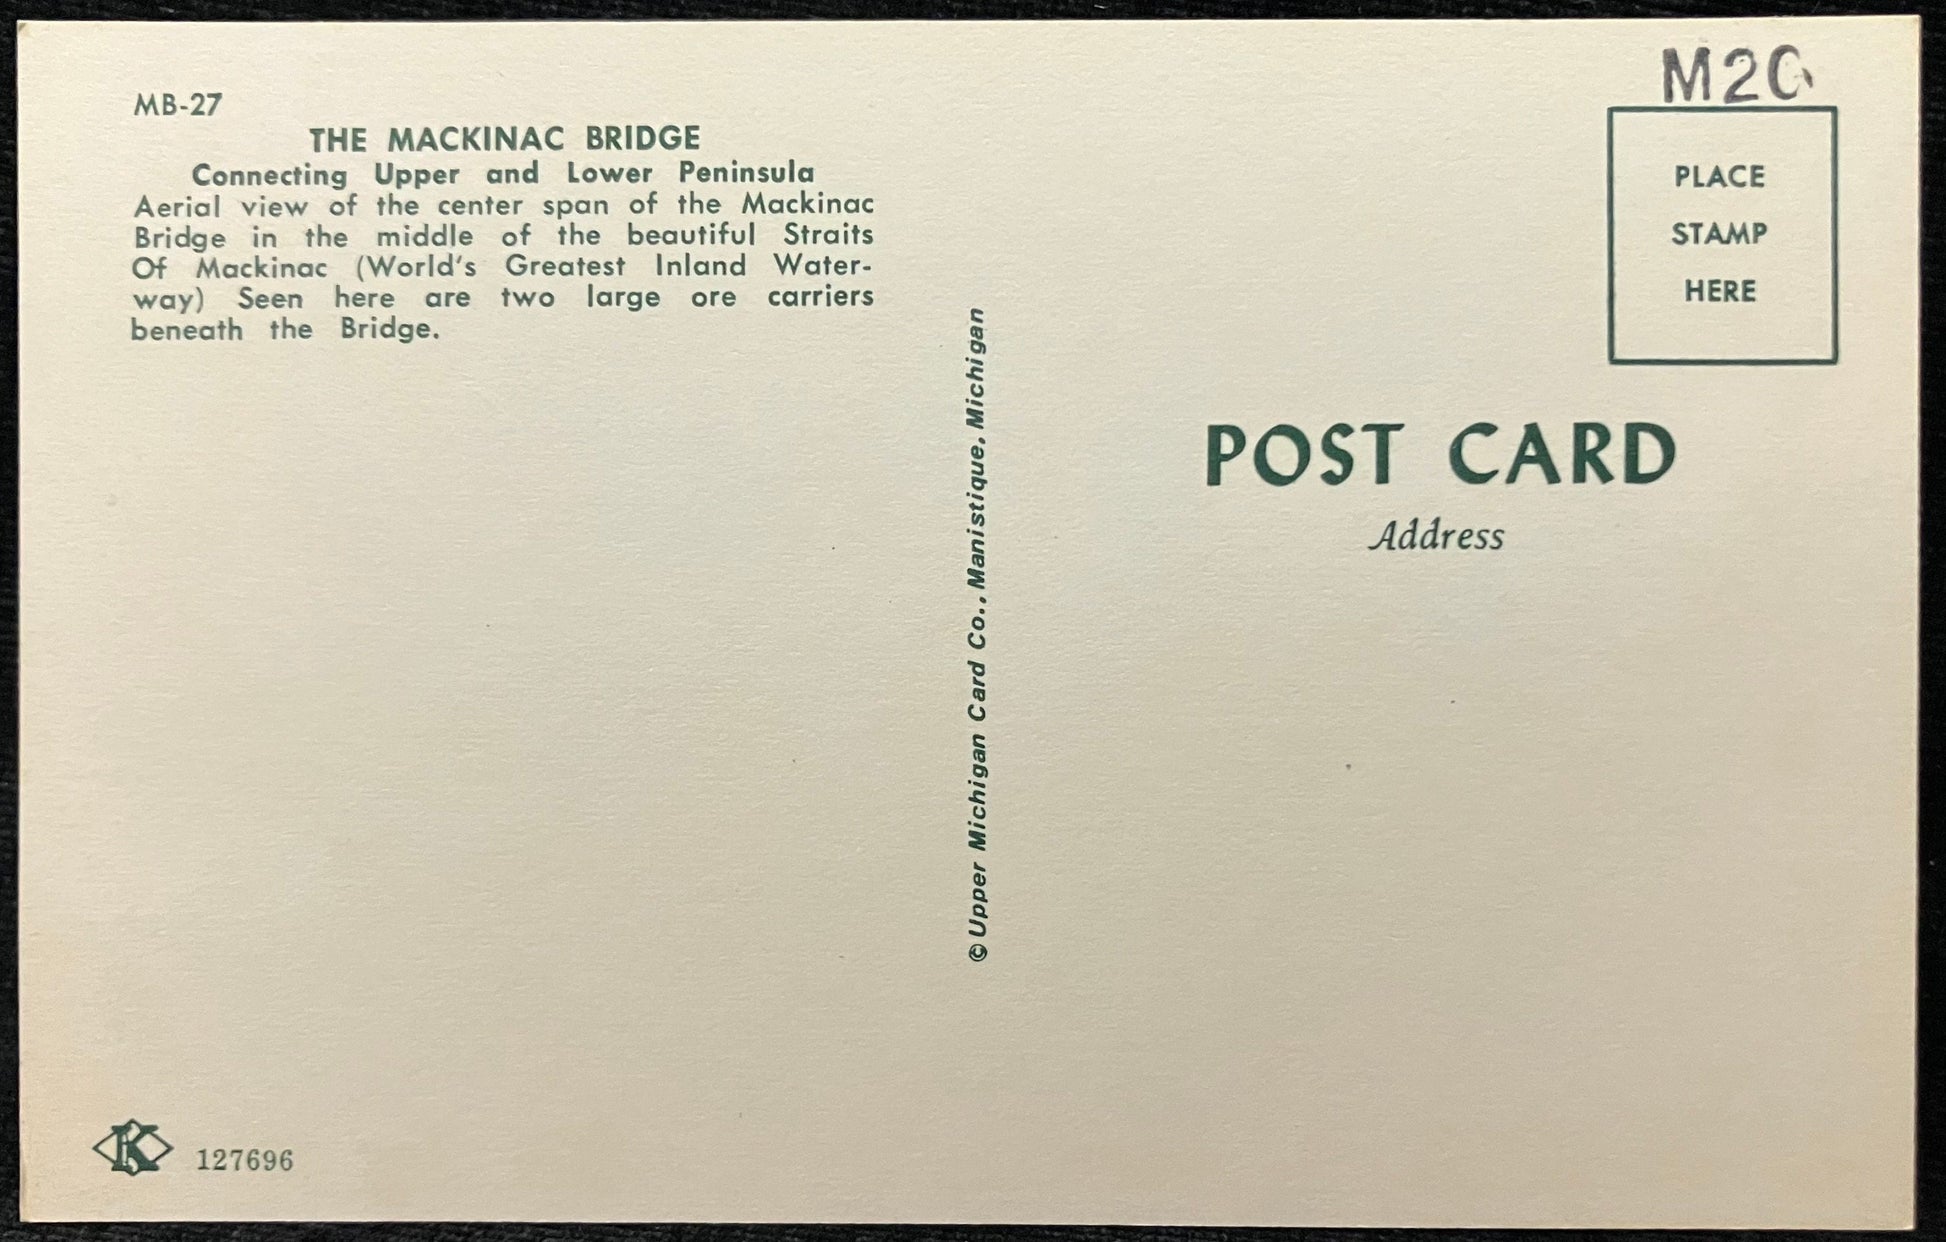 MB-27
THE MACKINAC BRIDGE
Connecting Upper and Lower Peninsula
Aerial view of the center span of the Mackinac
Bridge in the middle of the beautiful Straits
Of Mackinac (World's Greatest Inland Water-
way) Seen here are two large ore carriers
beneath the Bridge.
K
127696
© Upper Michigan Card Co., Manistique, Michigan
PLACE
STAMP
HERE
POST CARD
Address